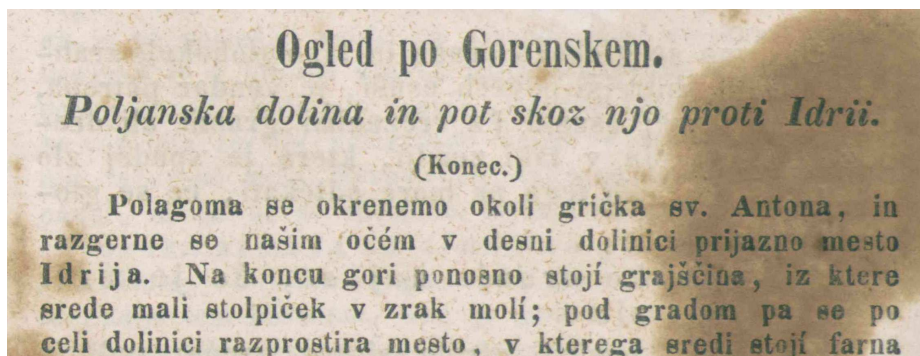 Ogled po Gorenskem.
Poljanska dolina in pot skoz njo proti Idrii.
(Konec.)
Polagoma se okrenemo okoli grička sv. Antona, in
razgerne se našim očém v desni dolinici prijazno mesto
Idrija. Na koncu gori ponosno stojí grajščina, iz ktere
srede mali stolpiček v zrak molí; pod gradom pa se po
celi dolinici razprostira mesto, v kterega sredi stojí farna